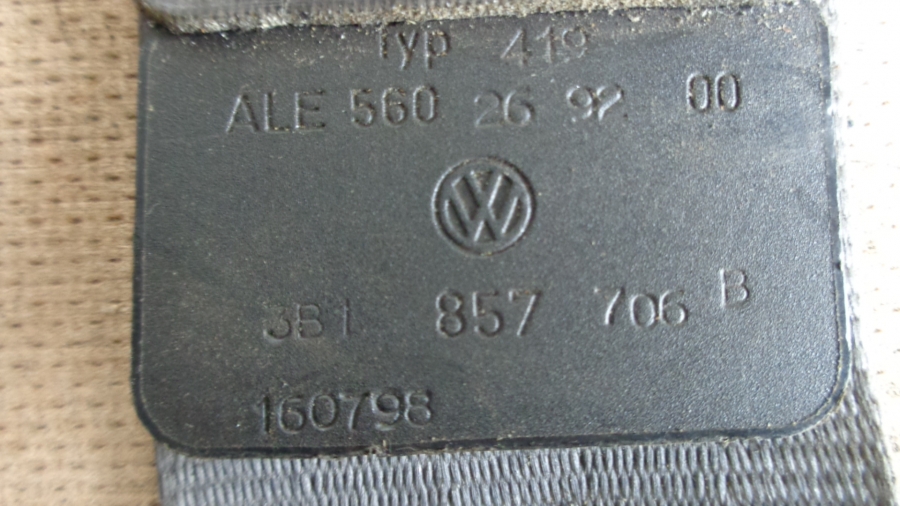 Typ 419
ALE 560 26 92 00
VW
3B1 857 706 B
160798